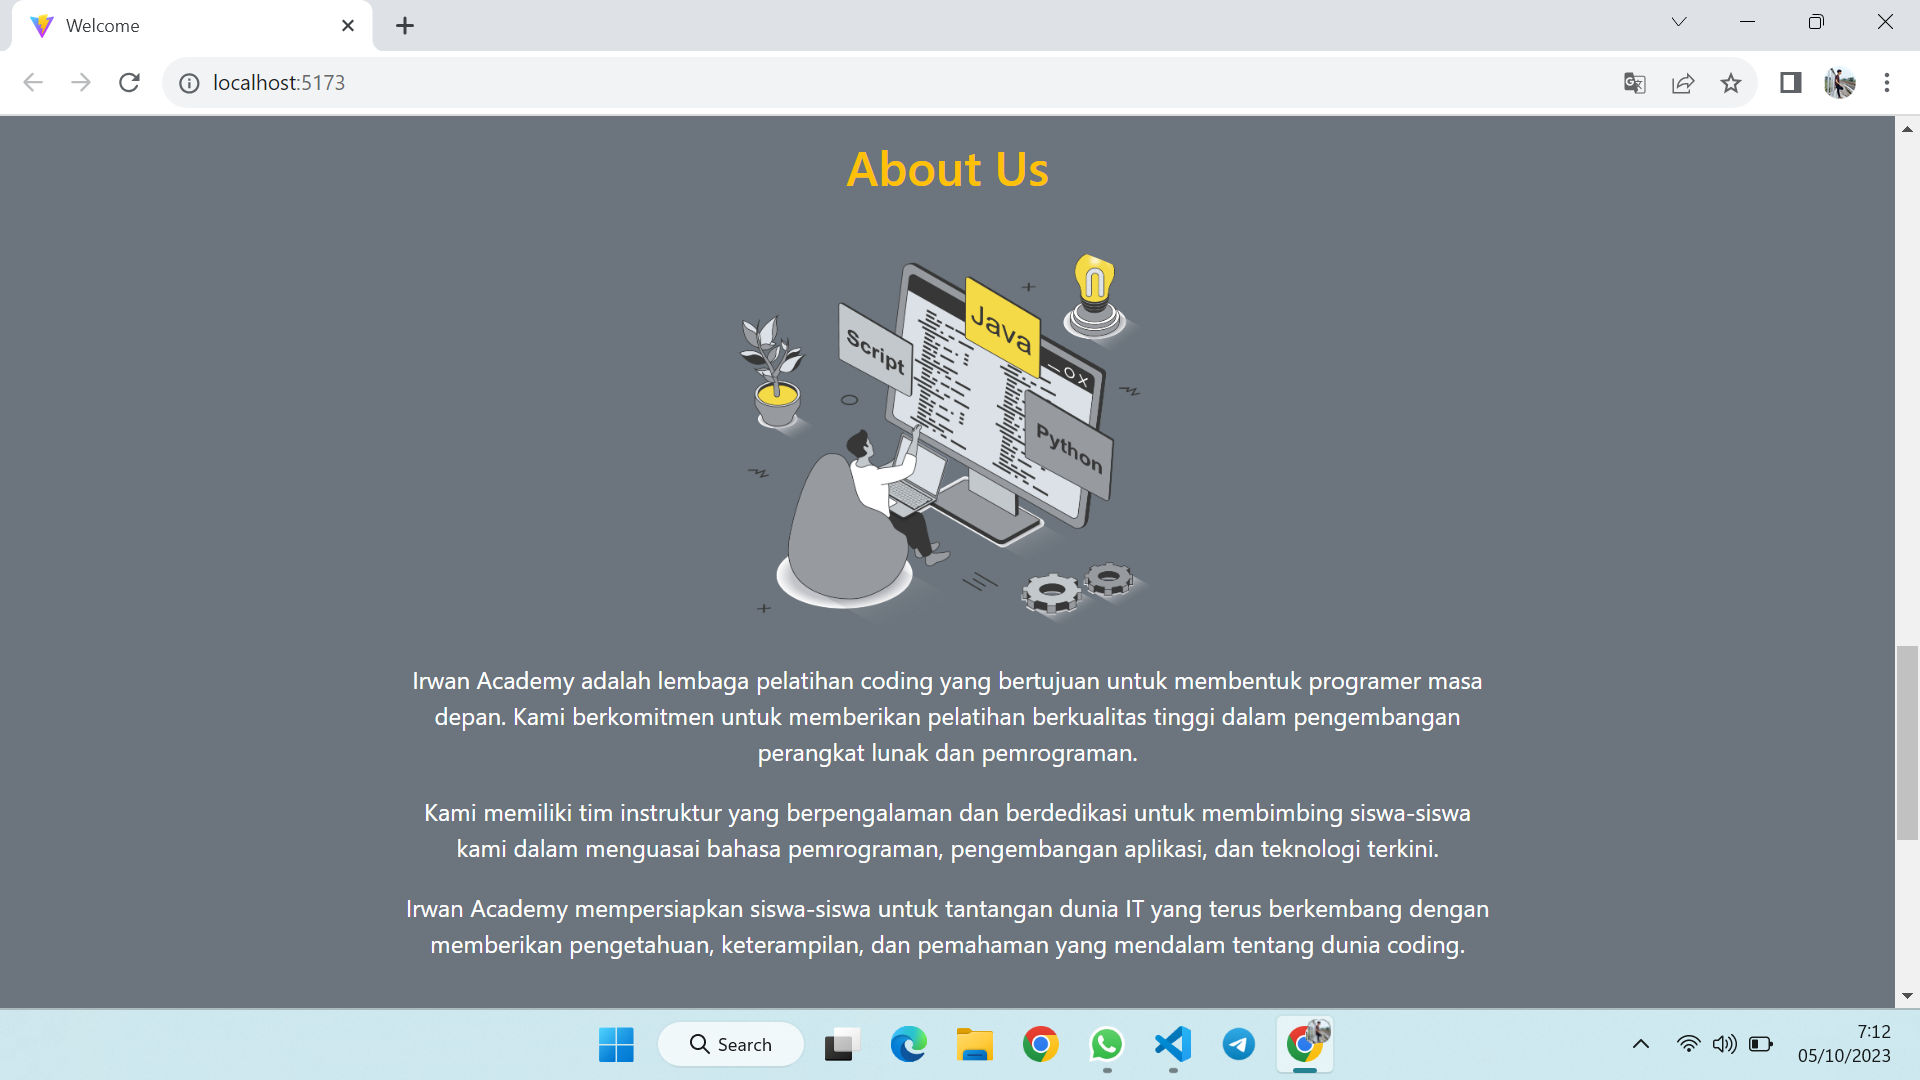 Welcome
localhost:5173
About Us
Java
Script
Python
Irwan Academy adalah lembaga pelatihan coding yang bertujuan untuk membentuk programer masa
depan. Kami berkomitmen untuk memberikan pelatihan berkualitas tinggi dalam pengembangan
perangkat lunak dan pemrograman.
Kami memiliki tim instruktur yang berpengalaman dan berdedikasi untuk membimbing siswa-siswa
kami dalam menguasai bahasa pemrograman, pengembangan aplikasi, dan teknologi terkini.
Irwan Academy mempersiapkan siswa-siswa untuk tantangan dunia IT yang terus berkembang dengan
memberikan pengetahuan, keterampilan, dan pemahaman yang mendalam tentang dunia coding.
Search
7:12
05/10/2023